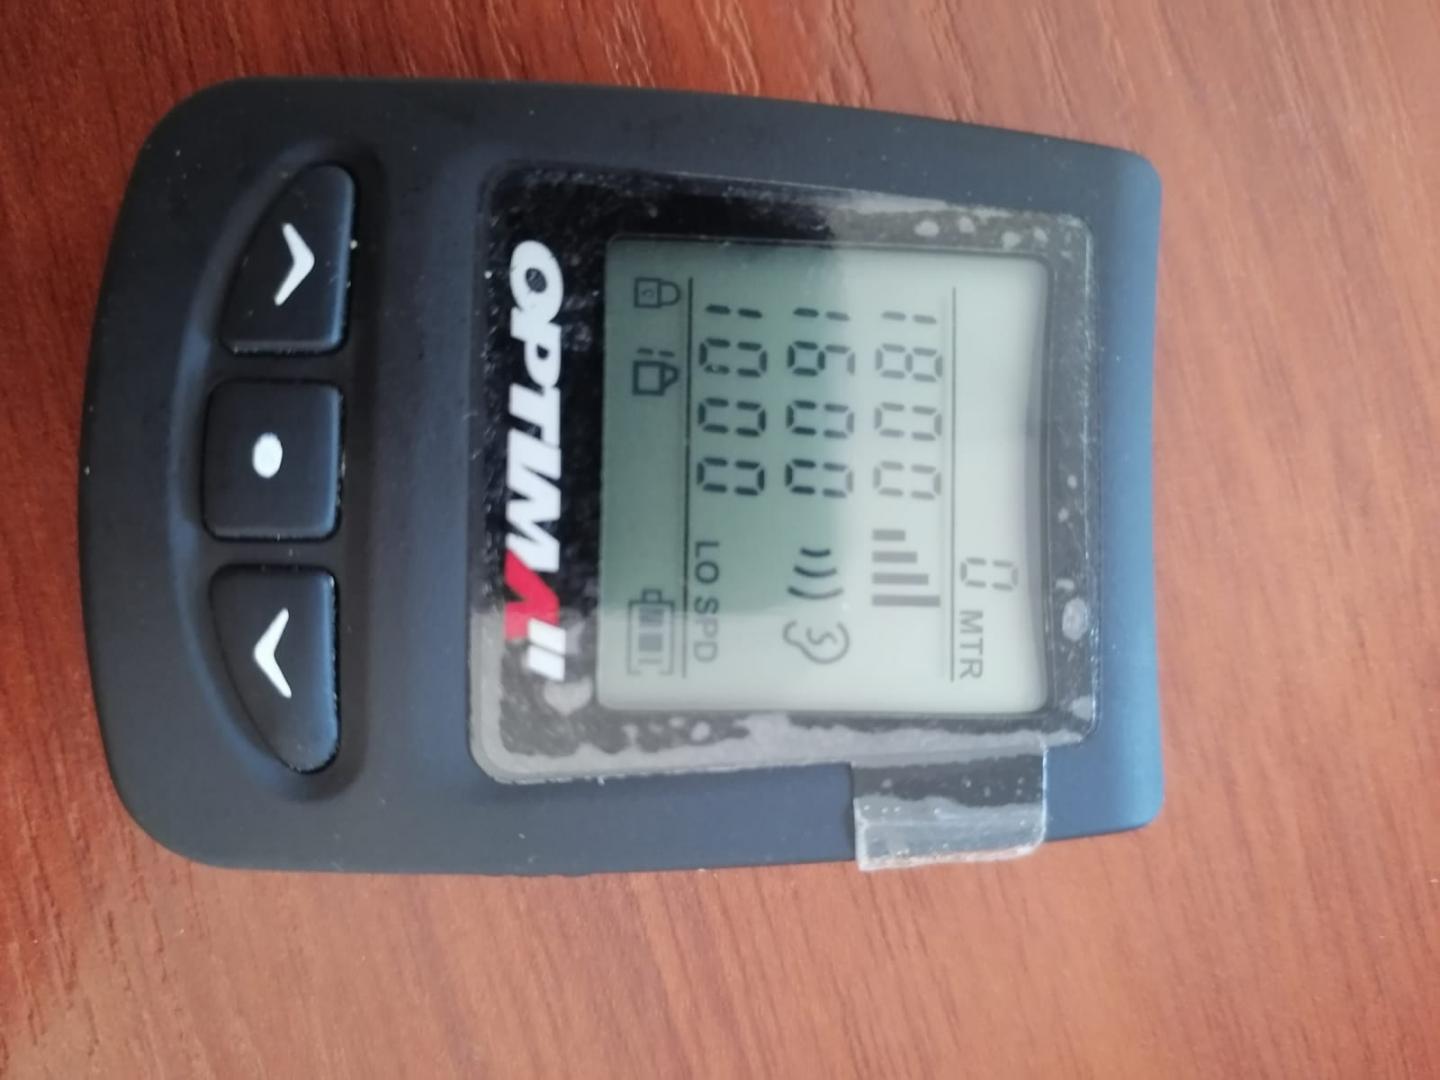 0 MTR
1800
1600
1000 LO SPD
OPTIMA II